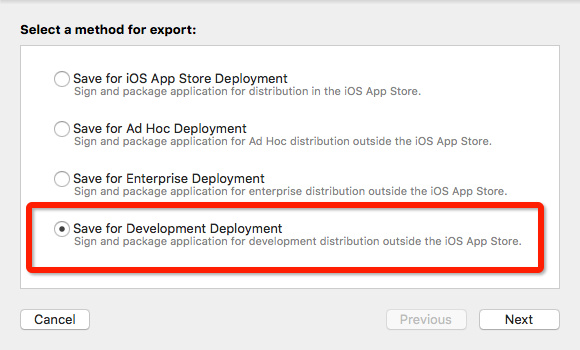 Select a method for export:
Save for iOS App Store Deployment
Sign and package application for distribution in the iOS App Store.
Save for Ad Hoc Deployment
Sign and package application for Ad Hoc distribution outside the iOS App Store.
Save for Enterprise Deployment
Sign and package application for enterprise distribution outside the iOS App Store.
Save for Development Deployment
Sign and package application for development distribution outside the iOS App Store.
Cancel Previous Next